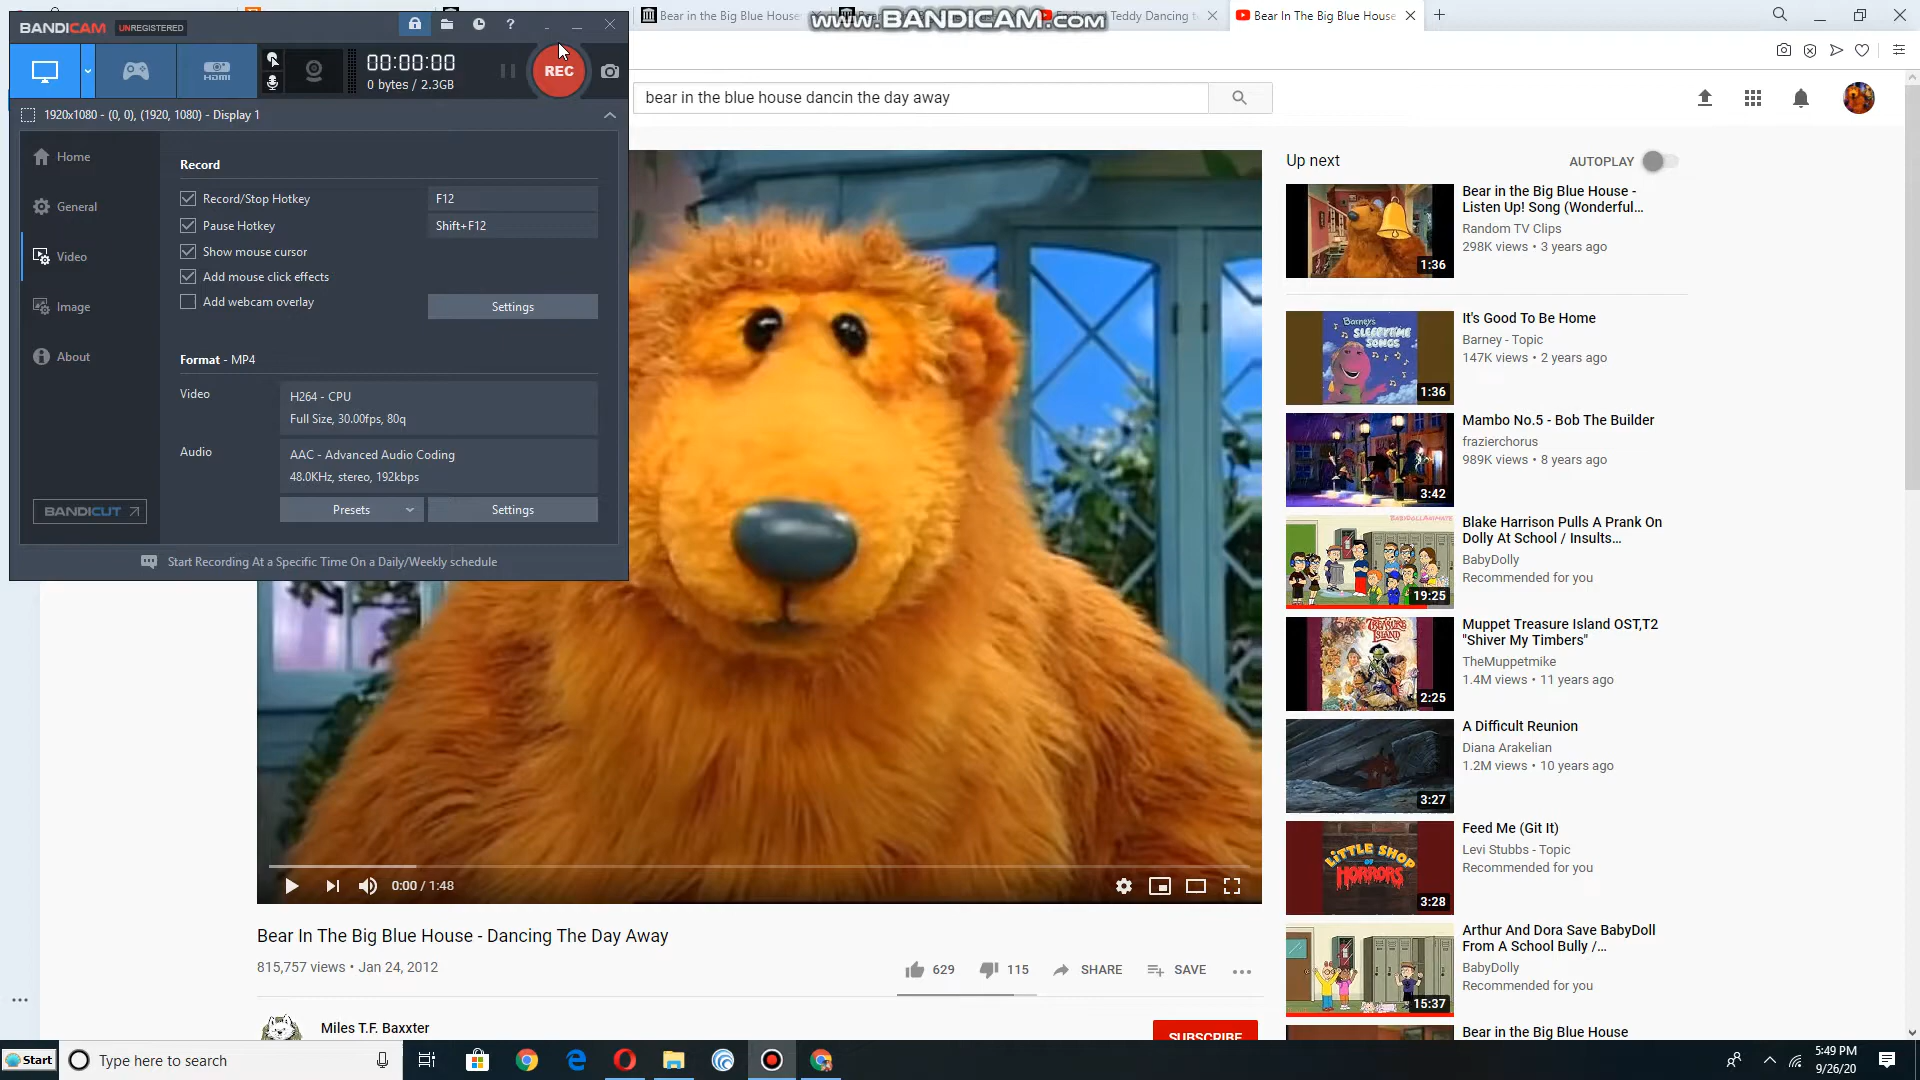 BANDICAM UNREGISTERED
?
Bear in the Big Blue House
www.BANDICAM.com
Teddy Dancing t
Bear In The Big Blue House
HDMI
00:00:00
0 bytes / 2.3GB
REC
1920x1080 - (0, 0), (1920, 1080) - Display 1
bear in the blue house dancin the day away
Home
General
Video
Image
About
BANDICUT
Record
Record/Stop Hotkey F12
Pause Hotkey Shift+F12
Show mouse cursor
Add mouse click effects
Add webcam overlay
Settings
Format - MP4
Video
H264 - CPU
Full Size, 30.00fps, 80q
Audio
AAC - Advanced Audio Coding
48.0KHz, stereo, 192kbps
Presets
Settings
Start Recording At a Specific Time On a Daily/Weekly schedule
0:00 / 1:48
Bear In The Big Blue House - Dancing The Day Away
815,757 views • Jan 24, 2012
629
115
SHARE
SAVE
Miles T.F. Baxxter
SUBSCRIBE
Up next
AUTOPLAY
Bear in the Big Blue House -
Listen Up! Song (Wonderful...
Random TV Clips
298K views • 3 years ago
1:36
It's Good To Be Home
Barney - Topic
147K views • 2 years ago
Barney's
SLEEPYTIME
SONGS
1:36
Mambo No.5 - Bob The Builder
frazierchorus
989K views • 8 years ago
3:42
Blake Harrison Pulls A Prank On
Dolly At School / Insults...
BabyDolly
Recommended for you
BABYDOLLANIMATE
19:25
Muppet Treasure Island OST,T2
"Shiver My Timbers"
TheMuppetmike
1.4M views • 11 years ago
TREASURE
ISLAND
2:25
A Difficult Reunion
Diana Arakelian
1.2M views • 10 years ago
3:27
Feed Me (Git It)
Levi Stubbs - Topic
Recommended for you
LITTLE SHOP
OF
HORRORS
3:28
Arthur And Dora Save BabyDoll
From A School Bully /...
BabyDolly
Recommended for you
15:37
Bear in the Big Blue House
Start
Type here to search
5:49 PM
9/26/20